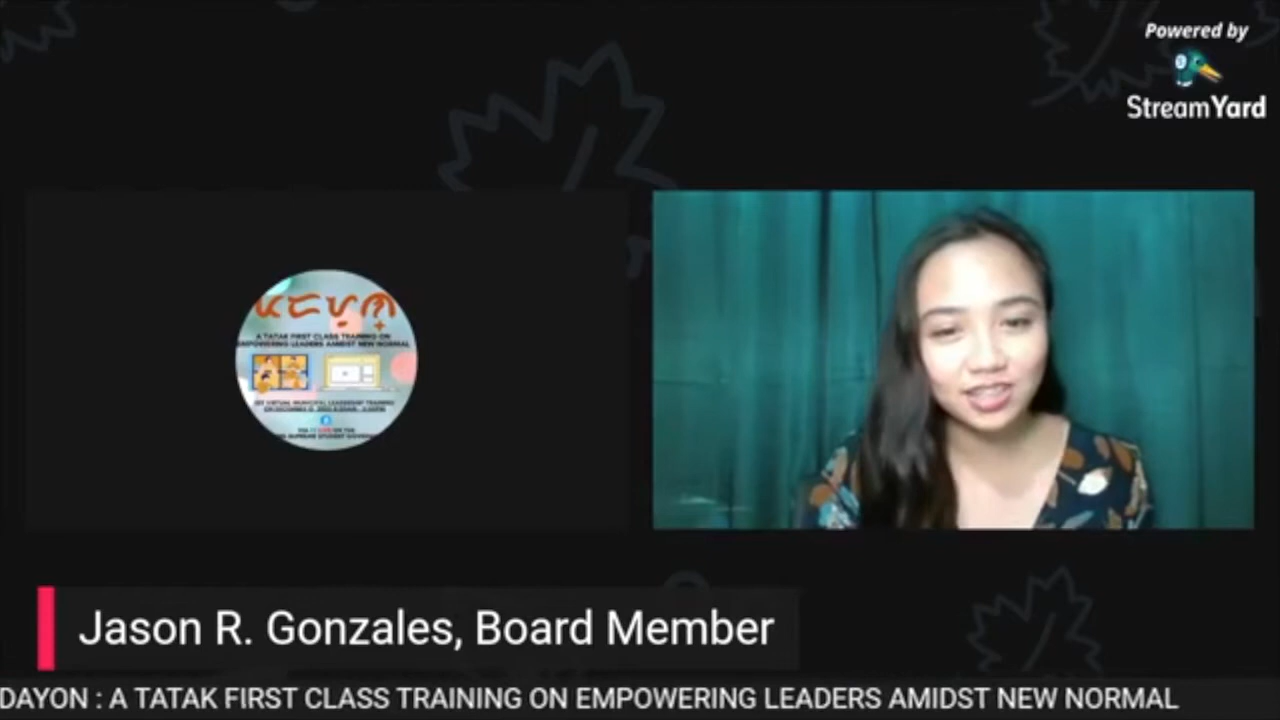 Powered by
StreamYard
ᜃᜆᜌ
A TATAK FIRST CLASS TRAINING ON
EMPOWERING LEADERS AMIDST NEW NORMAL
Jason R. Gonzales, Board Member
DAYON : A TATAK FIRST CLASS TRAINING ON EMPOWERING LEADERS AMIDST NEW NORMAL